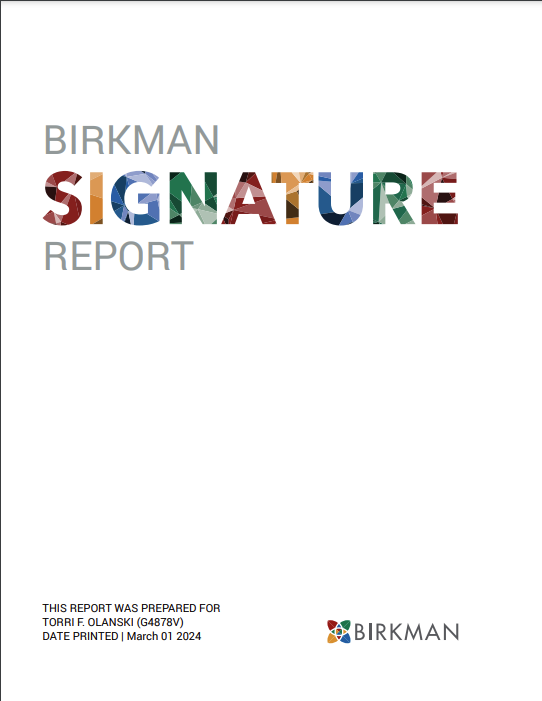 BIRKMAN
SIGNATURE
REPORT
THIS REPORT WAS PREPARED FOR
TORRI F. OLANSKI (G4878V)
DATE PRINTED | March 01 2024
BIRKMAN